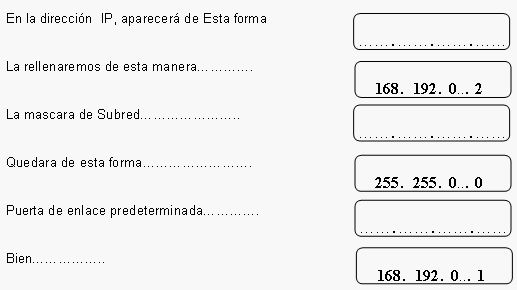 En la dirección IP, aparecerá de Esta forma
……．……．……．……
La rellenaremos de esta manera………….
168. 192. 0... 2
La mascara de Subred…………………..
……．……．……．……
Quedara de esta forma…………………….
255. 255. 0... 0
Puerta de enlace predeterminada………….
……．……．……．……
Bien……………..
168. 192. 0... 1